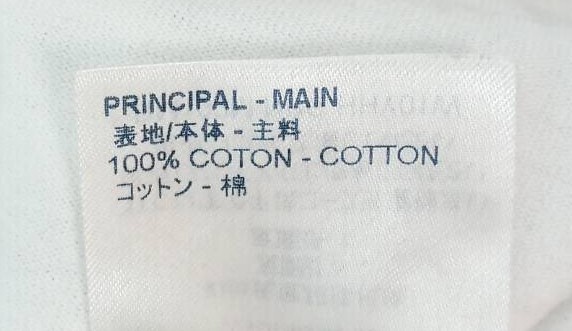 PRINCIPAL - MAIN
表地/本体 - 主料
100% COTON - COTTON
コットン - 棉